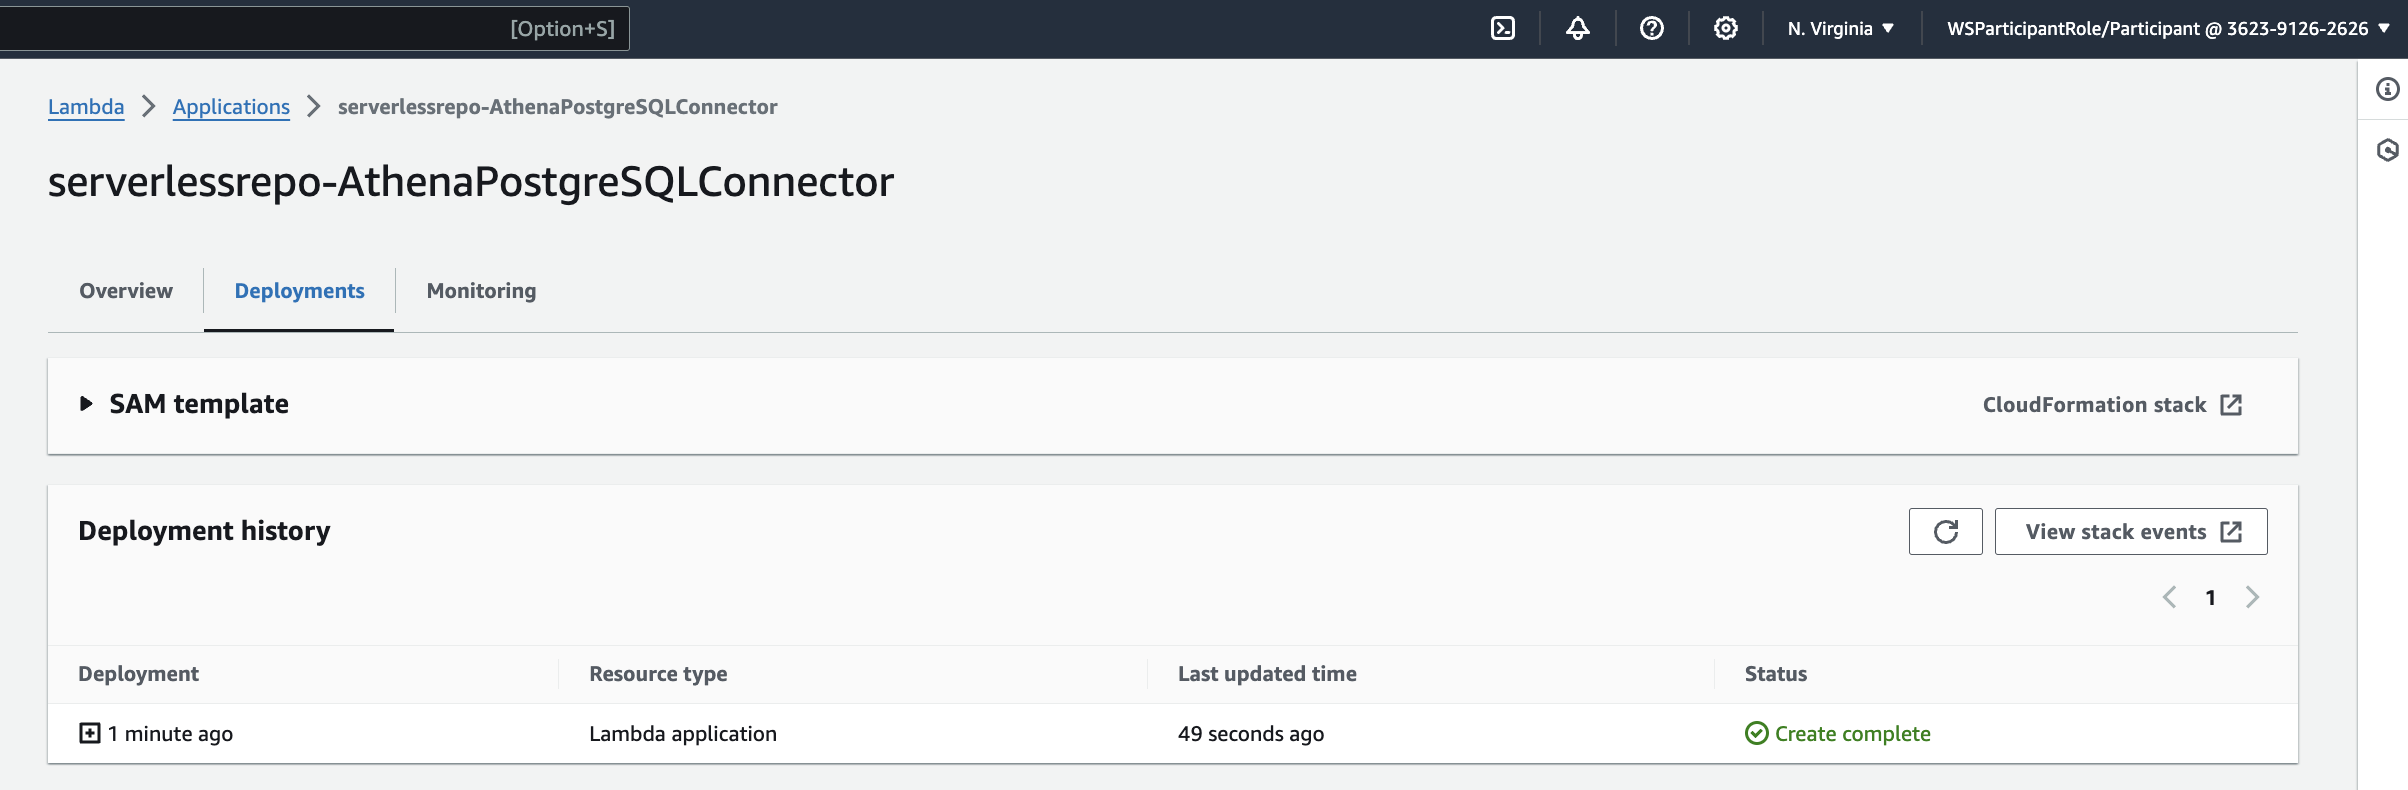 [Option+S]
N. Virginia
WSParticipantRole/Participant @ 3623-9126-2626
Lambda
Applications
serverlessrepo-AthenaPostgreSQLConnector
serverlessrepo-AthenaPostgreSQLConnector
Overview
Deployments
Monitoring
SAM template
CloudFormation stack
Deployment history
View stack events
1
Deployment
Resource type
Last updated time
Status
1 minute ago
Lambda application
49 seconds ago
Create complete